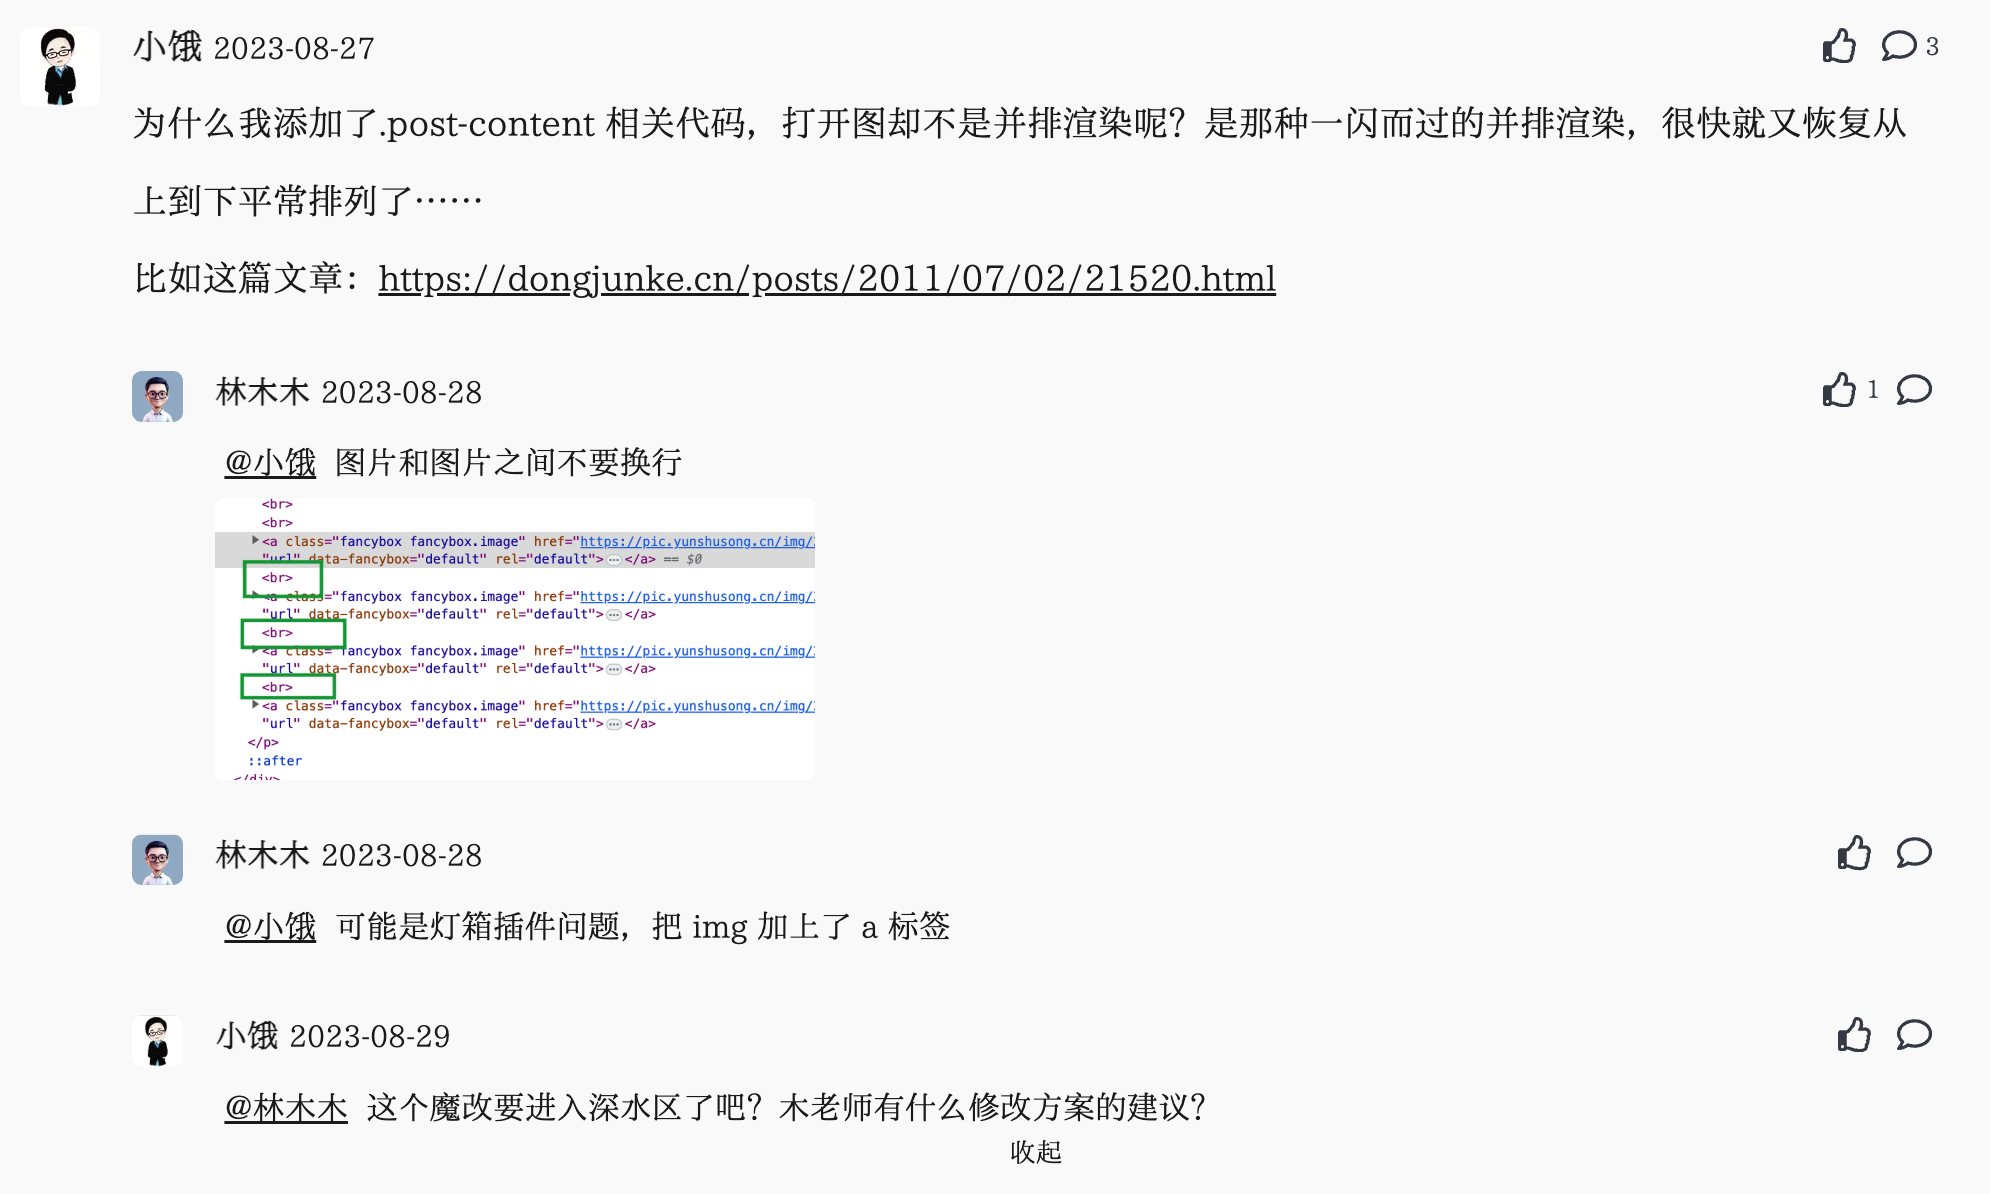 小饿 2023-08-27
3
为什么我添加了.post-content 相关代码，打开图却不是并排渲染呢？是那种一闪而过的并排渲染，很快就又恢复从
上到下平常排列了……
比如这篇文章：https://dongjunke.cn/posts/2011/07/02/21520.html
林木木 2023-08-28
1
@小饿 图片和图片之间不要换行
<br>
<br>
<a class="fancybox fancybox.image" href="https://pic.yunshusong.cn/img/
"url" data-fancybox="default" rel="default">…</a> == $0
<br>
<a class="fancybox fancybox.image" href="https://pic.yunshusong.cn/img/
"url" data-fancybox="default" rel="default">…</a>
<br>
<a class="fancybox fancybox.image" href="https://pic.yunshusong.cn/img/
"url" data-fancybox="default" rel="default">…</a>
<br>
<a class="fancybox fancybox.image" href="https://pic.yunshusong.cn/img/
"url" data-fancybox="default" rel="default">…</a>
</p>
::after
</div>
林木木 2023-08-28
@小饿 可能是灯箱插件问题，把 img 加上了 a 标签
小饿 2023-08-29
@林木木 这个魔改要进入深水区了吧？木老师有什么修改方案的建议？
收起